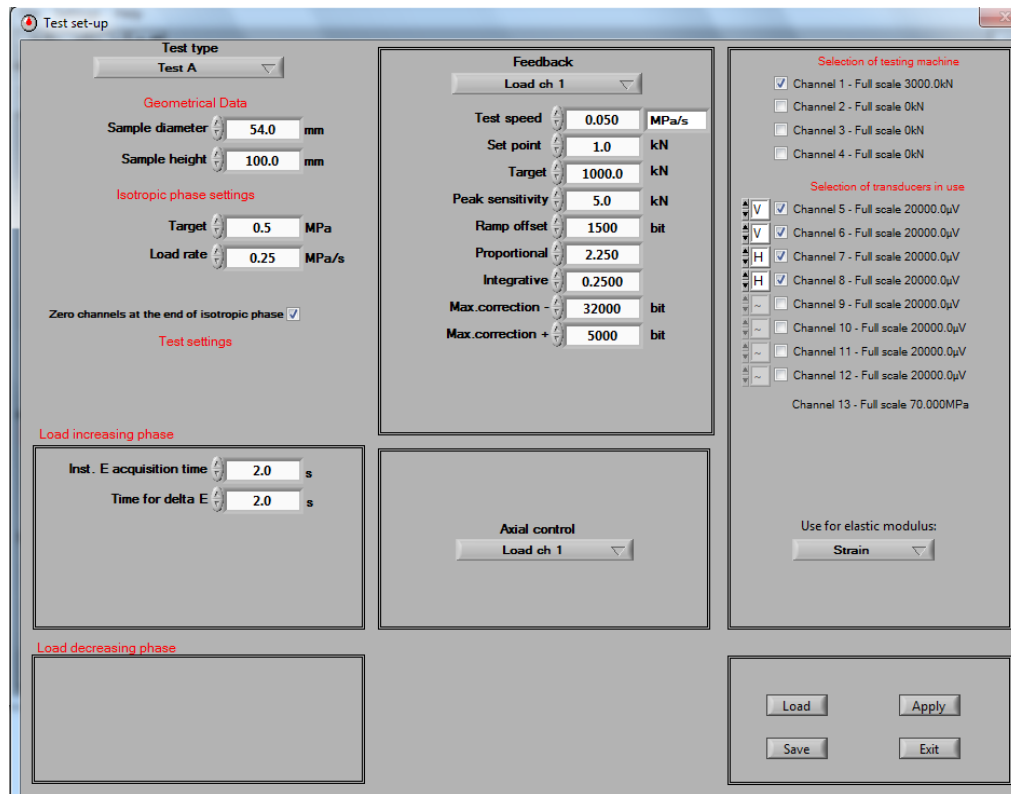 Test set-up
Test type
Test A
Geometrical Data
Sample diameter 54.0 mm
Sample height 100.0 mm
Isotropic phase settings
Target 0.5 MPa
Load rate 0.25 MPa/s
Zero channels at the end of isotropic phase
Test settings
Load increasing phase
Inst. E acquisition time 2.0 s
Time for delta E 2.0 s
Load decreasing phase
Feedback
Load ch 1
Test speed 0.050 MPa/s
Set point 1.0 kN
Target 1000.0 kN
Peak sensitivity 5.0 kN
Ramp offset 1500 bit
Proportional 2.250
Integrative 0.2500
Max.correction - 32000 bit
Max.correction + 5000 bit
Axial control
Load ch 1
Selection of testing machine
Channel 1 - Full scale 3000.0kN
Channel 2 - Full scale 0kN
Channel 3 - Full scale 0kN
Channel 4 - Full scale 0kN
Selection of transducers in use
V Channel 5 - Full scale 20000.0µV
V Channel 6 - Full scale 20000.0µV
H Channel 7 - Full scale 20000.0µV
H Channel 8 - Full scale 20000.0µV
~ Channel 9 - Full scale 20000.0µV
~ Channel 10 - Full scale 20000.0µV
~ Channel 11 - Full scale 20000.0µV
~ Channel 12 - Full scale 20000.0µV
Channel 13 - Full scale 70.000MPa
Use for elastic modulus:
Strain
Load Apply
Save Exit